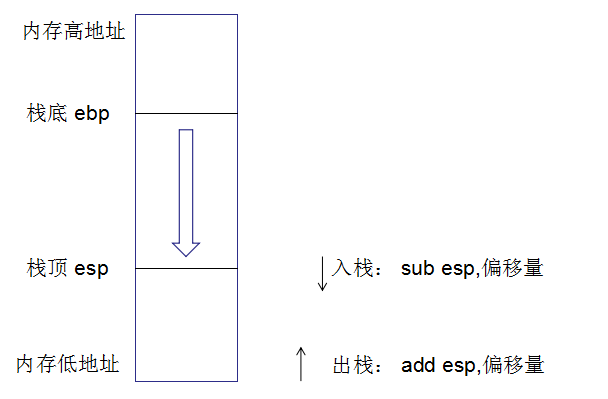 内存高地址
栈底 ebp
栈顶 esp
入栈： sub esp,偏移量
内存低地址
出栈： add esp,偏移量